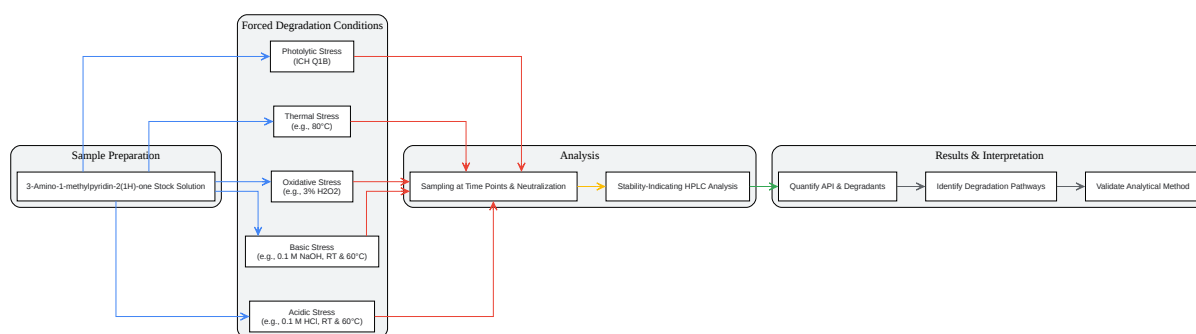 Forced Degradation Conditions
Photolytic Stress
(ICH Q1B)
Thermal Stress
(e.g., 80°C)
Sample Preparation
3-Amino-1-methylpyridin-2(1H)-one Stock Solution
Oxidative Stress
(e.g., 3% H2O2)
Basic Stress
(e.g., 0.1 M NaOH, RT & 60°C)
Acidic Stress
(e.g., 0.1 M HCl, RT & 60°C)
Analysis
Sampling at Time Points & Neutralization
Stability-Indicating HPLC Analysis
Results & Interpretation
Quantify API & Degradants
Identify Degradation Pathways
Validate Analytical Method